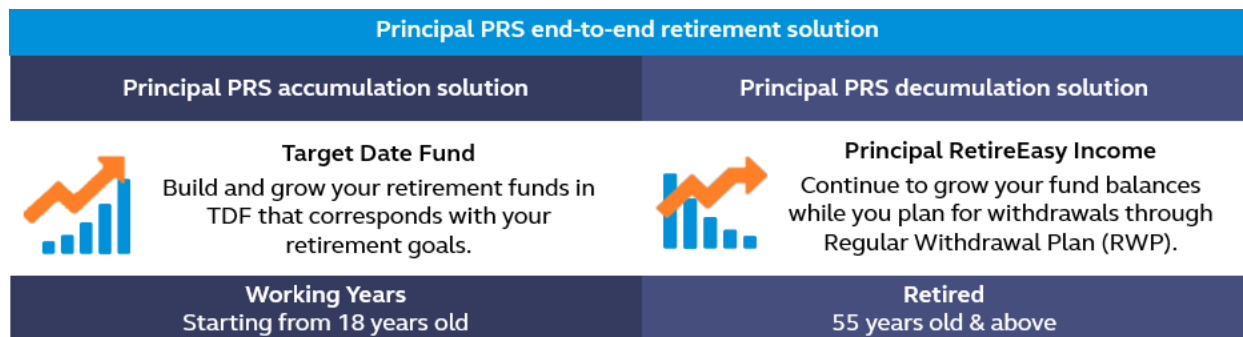 Principal PRS end-to-end retirement solution
Principal PRS accumulation solution
Principal PRS decumulation solution
Target Date Fund
Build and grow your retirement funds in
TDF that corresponds with your
retirement goals.
Principal RetireEasy Income
Continue to grow your fund balances
while you plan for withdrawals through
Regular Withdrawal Plan (RWP).
Working Years
Starting from 18 years old
Retired
55 years old & above